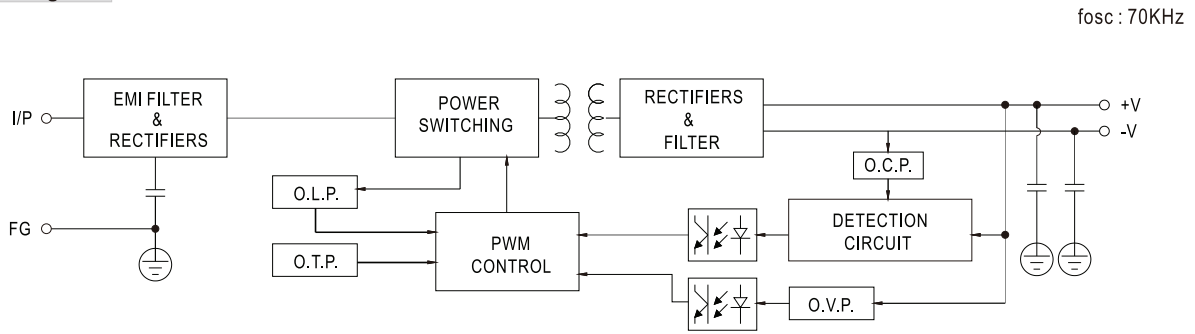 fosc : 70KHz
I/P
EMI FILTER
&
RECTIFIERS
POWER
SWITCHING
RECTIFIERS
&
FILTER
+V
-V
O.C.P.
O.L.P.
FG
PWM
CONTROL
DETECTION
CIRCUIT
O.T.P.
O.V.P.